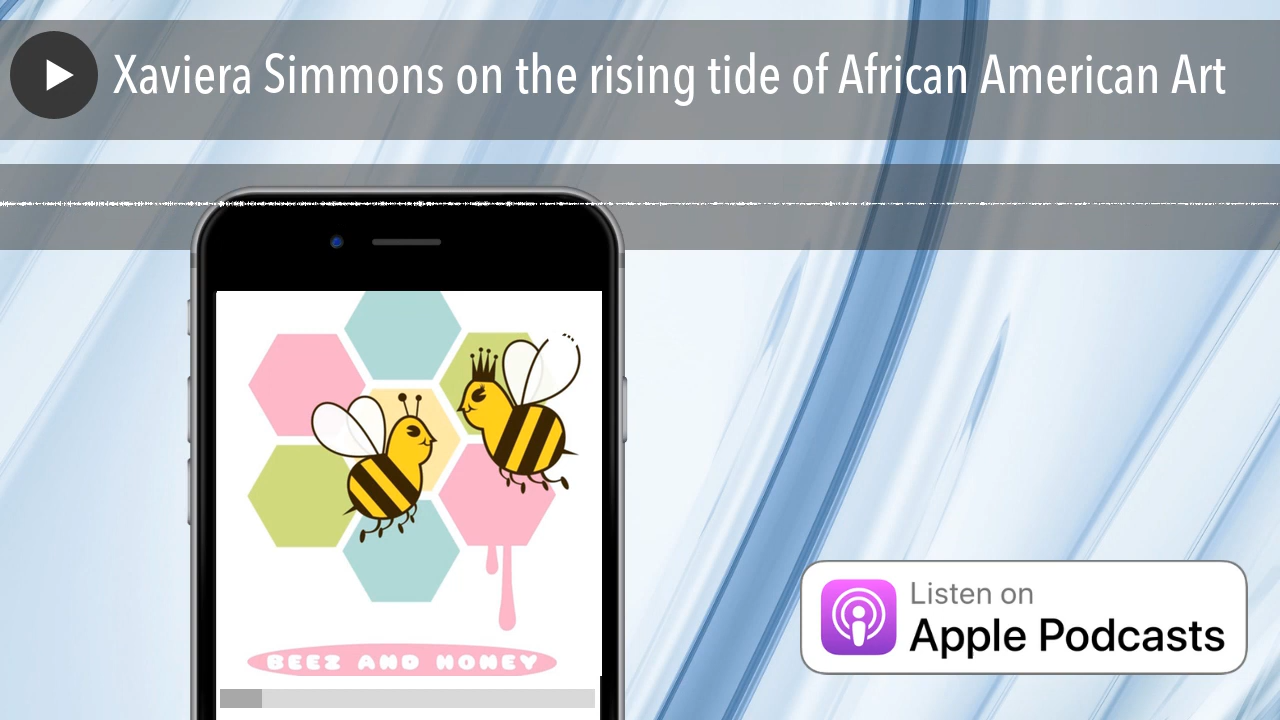 Xaviera Simmons on the rising tide of African American Art
BEEZ AND HONEY
Listen on
Apple Podcasts